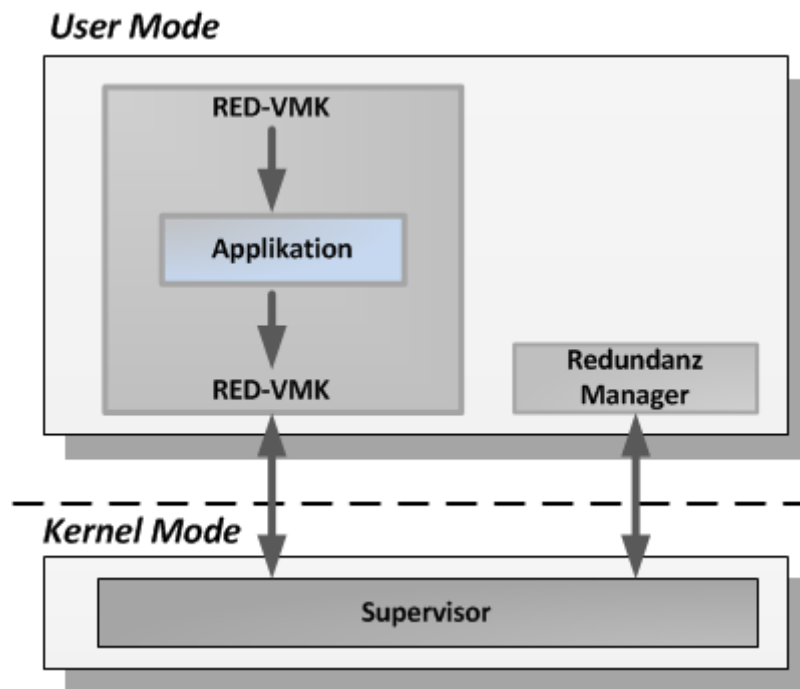 User Mode
RED-VMK
Applikation
RED-VMK
Redundanz
Manager
Kernel Mode
Supervisor